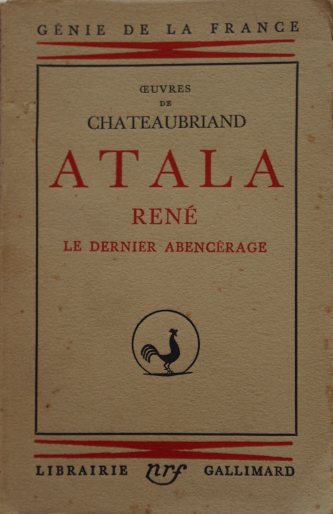 GÉNIE DE LA FRANCE
ŒUVRES
DE
CHATEAUBRIAND
ATALA
RENÉ
LE DERNIER ABENCÉRAGE
LIBRAIRIE nrf GALLIMARD